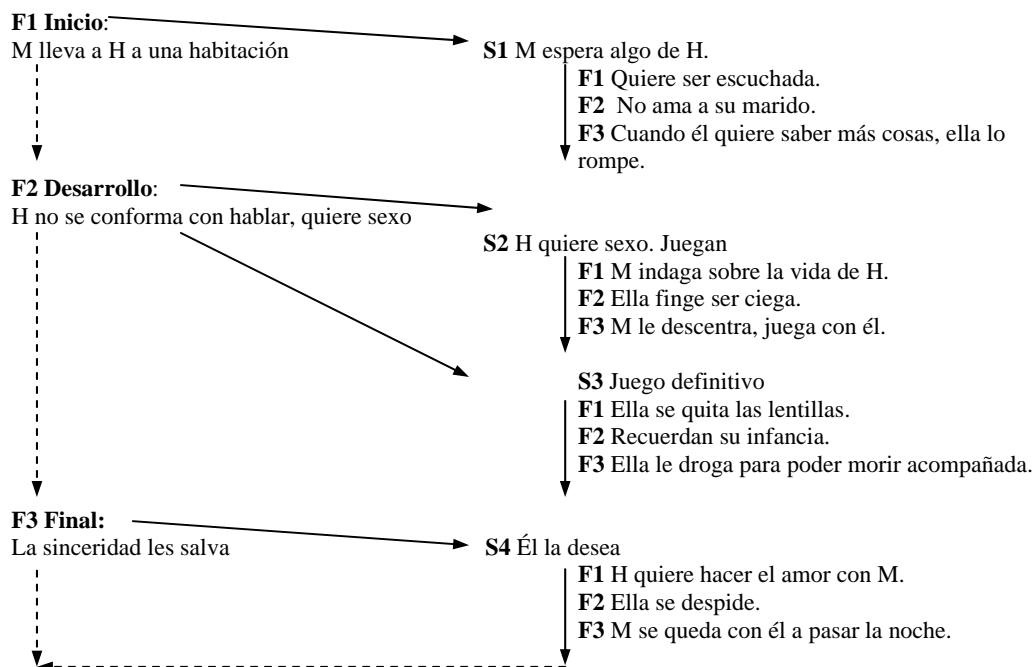 F1 Inicio:
M lleva a H a una habitación
S1 M espera algo de H.
F1 Quiere ser escuchada.
F2 No ama a su marido.
F3 Cuando él quiere saber más cosas, ella lo
rompe.
F2 Desarrollo:
H no se conforma con hablar, quiere sexo
S2 H quiere sexo. Juegan
F1 M indaga sobre la vida de H.
F2 Ella finge ser ciega.
F3 M le descentra, juega con él.
S3 Juego definitivo
F1 Ella se quita las lentillas.
F2 Recuerdan su infancia.
F3 Ella le droga para poder morir acompañada.
F3 Final:
La sinceridad les salva
S4 Él la desea
F1 H quiere hacer el amor con M.
F2 Ella se despide.
F3 M se queda con él a pasar la noche.